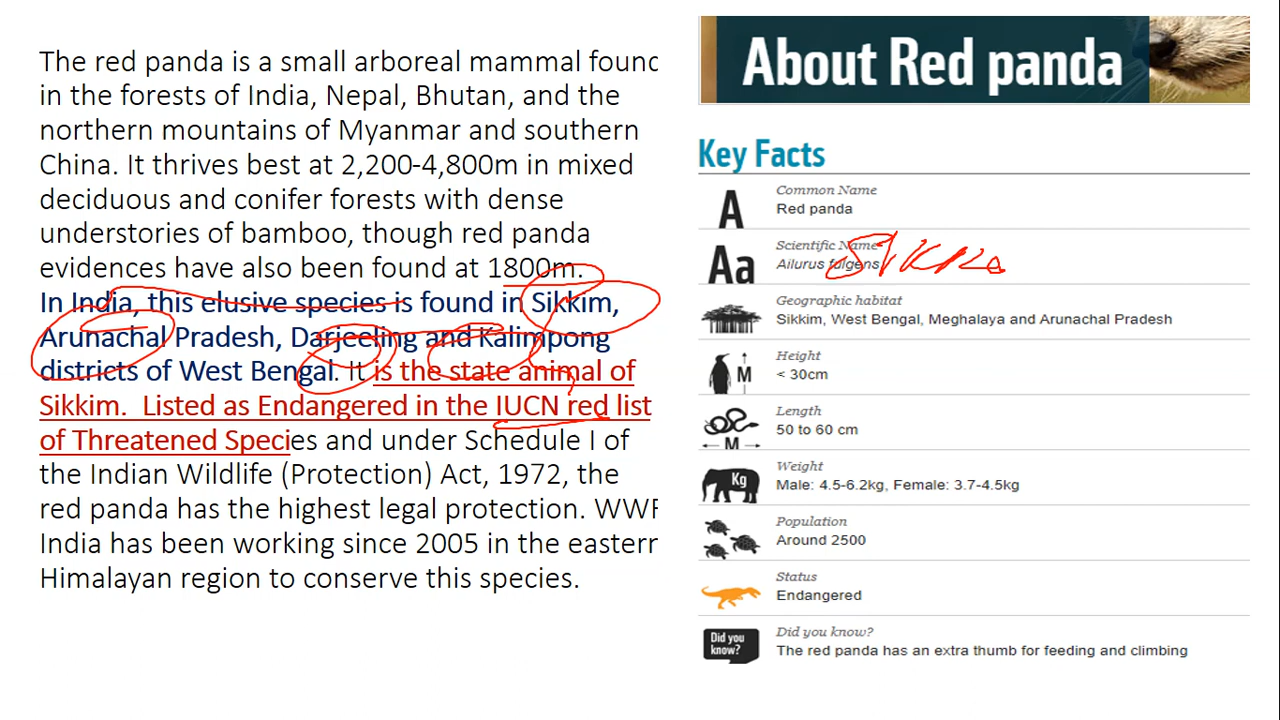 The red panda is a small arboreal mammal found
in the forests of India, Nepal, Bhutan, and the
northern mountains of Myanmar and southern
China. It thrives best at 2,200-4,800m in mixed
deciduous and conifer forests with dense
understories of bamboo, though red panda
evidences have also been found at 1800m.
In India, this elusive species is found in Sikkim,
Arunachal Pradesh, Darjeeling and Kalimpong
districts of West Bengal. It is the state animal of
Sikkim. Listed as Endangered in the IUCN red list
of Threatened Species and under Schedule I of
the Indian Wildlife (Protection) Act, 1972, the
red panda has the highest legal protection. WWF
India has been working since 2005 in the eastern
Himalayan region to conserve this species.
About Red panda
Key Facts
A
Common Name
Red panda
Aa
Scientific Name
Ailurus fulgens
Geographic habitat
Sikkim, West Bengal, Meghalaya and Arunachal Pradesh
M
Height
< 30cm
M
Length
50 to 60 cm
Kg
Weight
Male: 4.5-6.2kg, Female: 3.7-4.5kg
Population
Around 2500
Status
Endangered
Did you
know?
Did you know?
The red panda has an extra thumb for feeding and climbing